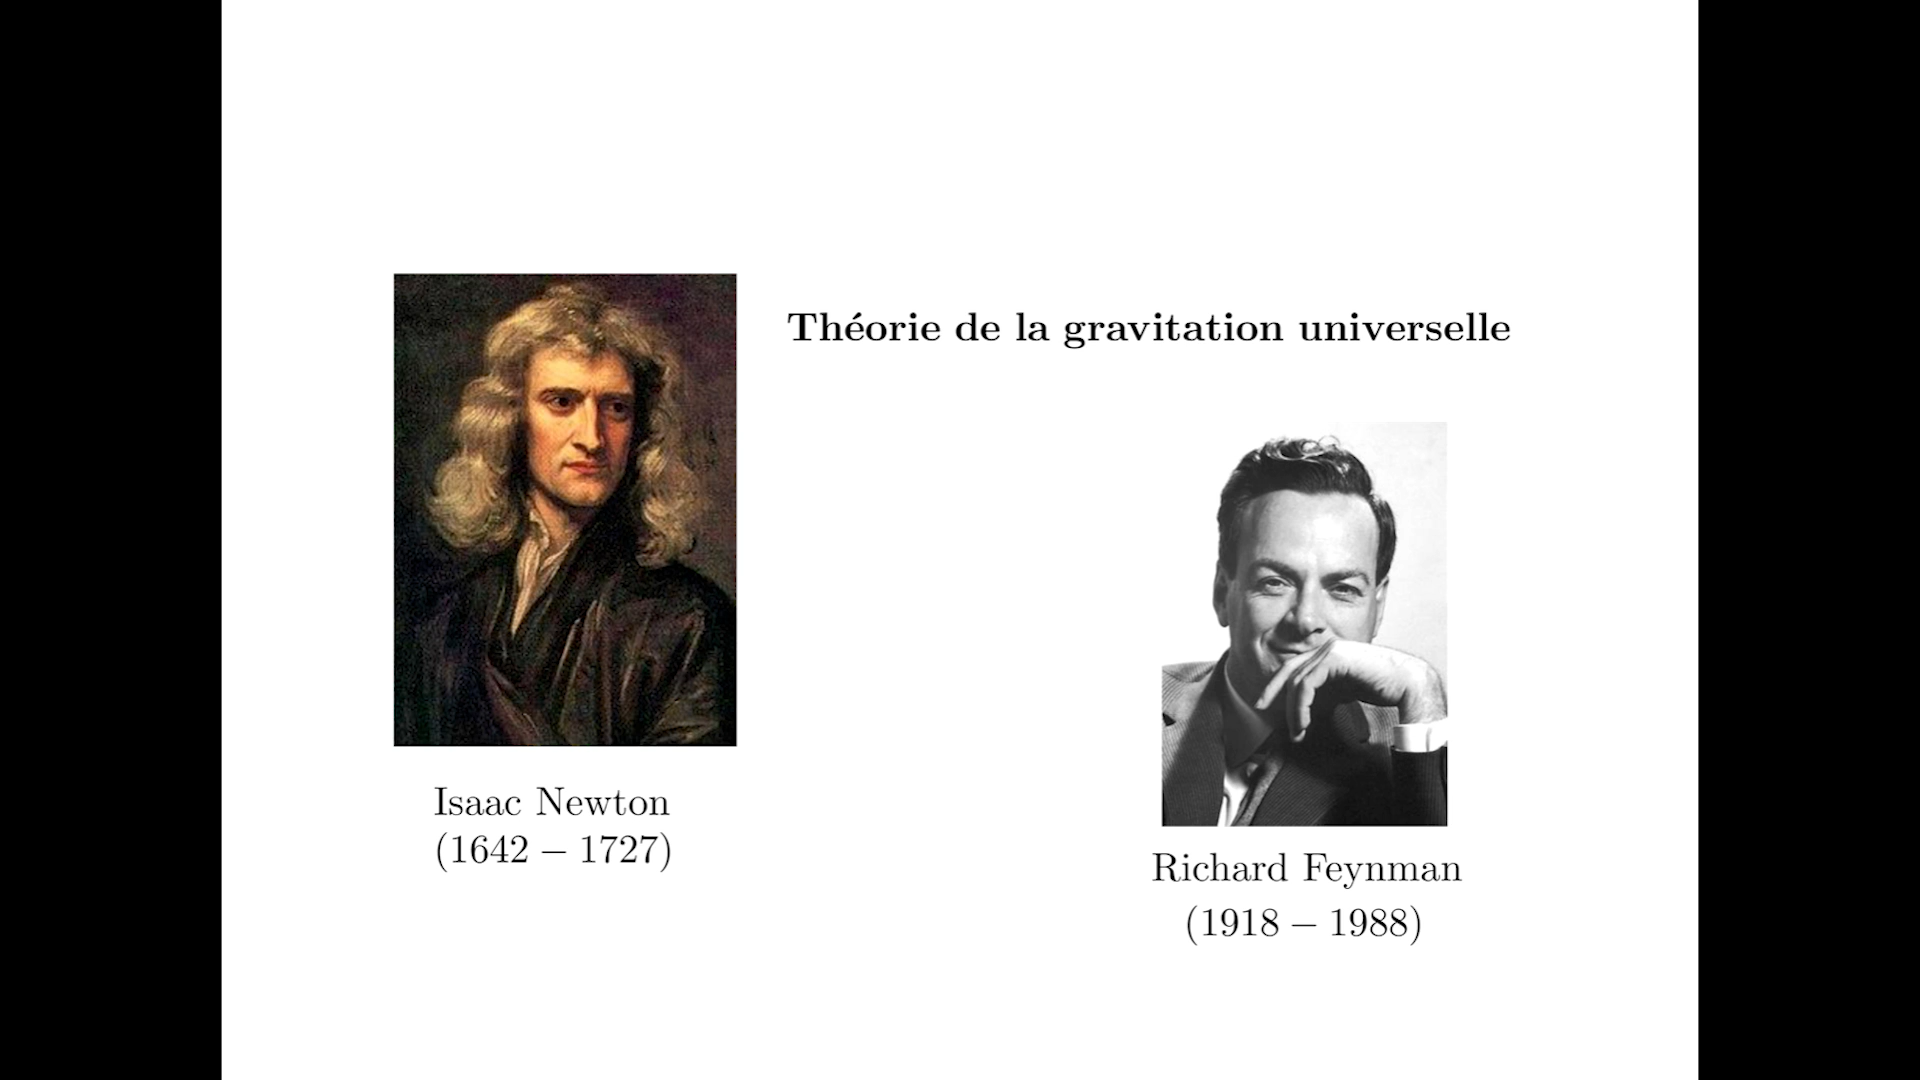 Théorie de la gravitation universelle
Isaac Newton
(1642 – 1727)
Richard Feynman
(1918 – 1988)